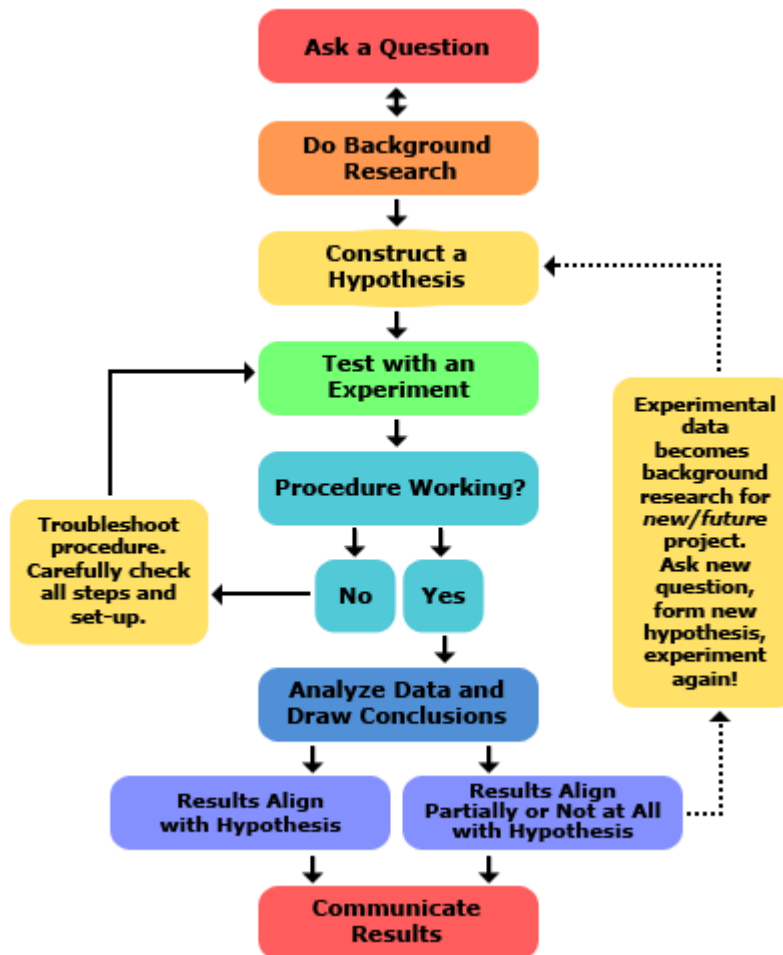 Ask a Question
Do Background
Research
Construct a
Hypothesis
Test with an
Experiment
Procedure Working?
No
Yes
Troubleshoot
procedure.
Carefully check
all steps and
set-up.
Experimental
data
becomes
background
research for
new/future
project.
Ask new
question,
form new
hypothesis,
experiment
again!
Analyze Data and
Draw Conclusions
Results Align
with Hypothesis
Results Align
Partially or Not at All
with Hypothesis
Communicate
Results